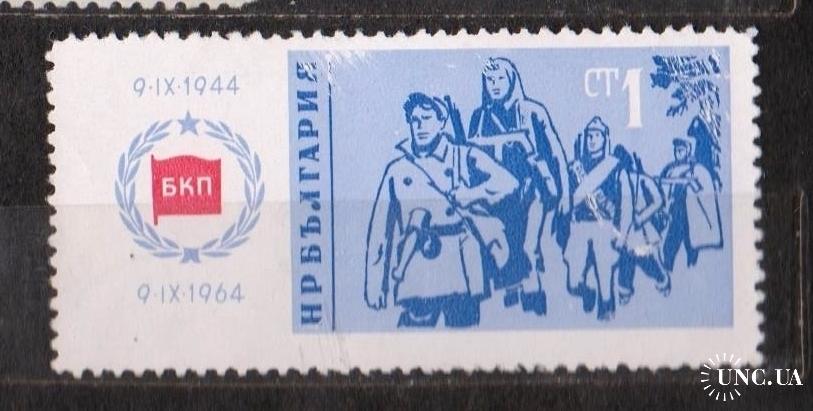 9·IX·1944
БКП
9·IX·1964
НРБЪЛГАРИЯ
СТ 1
UNC.UA